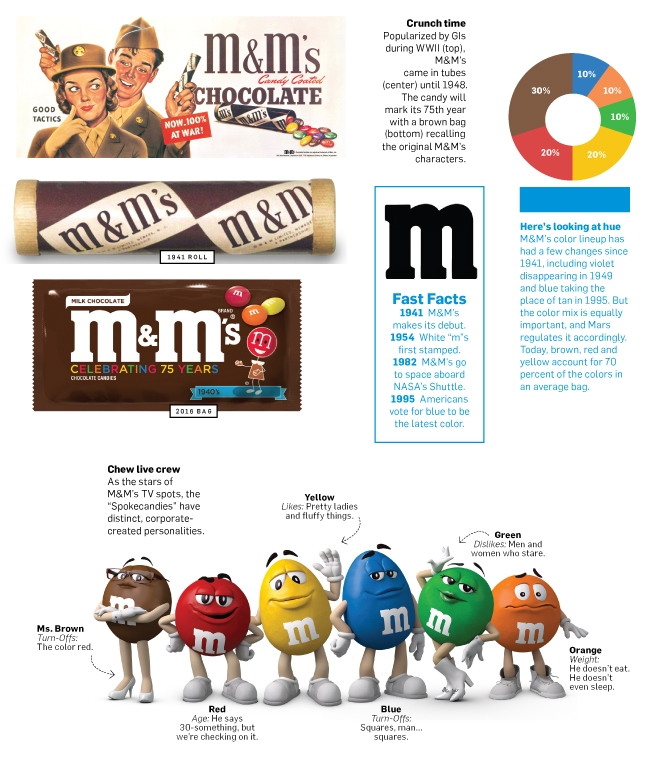 m&m's
Candy Coated
CHOCOLATE
GOOD
TACTICS
NOW, 100%
AT WAR!
m&m's
m&m's
m&m's
1941 ROLL
MILK CHOCOLATE
m&m's
BRAND
®
CELEBRATING 75 YEARS
CHOCOLATE CANDIES
1940's
m
m
m
2016 BAG
Crunch time
Popularized by GIs
during WWII (top),
M&M's
came in tubes
(center) until 1948.
The candy will
mark its 75th year
with a brown bag
(bottom) recalling
the original M&M's
characters.
10%
10%
10%
20%
20%
30%
m
Fast Facts
1941 M&M's
makes its debut.
1954 White "m"s
first stamped.
1982 M&M's go
to space aboard
NASA's Shuttle.
1995 Americans
vote for blue to be
the latest color.
Here's looking at hue
M&M's color lineup has
had a few changes since
1941, including violet
disappearing in 1949
and blue taking the
place of tan in 1995. But
the color mix is equally
important, and Mars
regulates it accordingly.
Today, brown, red and
yellow account for 70
percent of the colors in
an average bag.
Chew live crew
As the stars of
M&M's TV spots, the
"Spokecandies" have
distinct, corporate-
created personalities.
Yellow
Likes: Pretty ladies
and fluffy things.
Green
Dislikes: Men and
women who stare.
m
m
m
m
m
m
Ms. Brown
Turn-Offs:
The color red.
Orange
Weight:
He doesn't eat.
He doesn't
even sleep.
Red
Age: He says
30-something, but
we're checking on it.
Blue
Turn-Offs:
Squares, man...
squares.